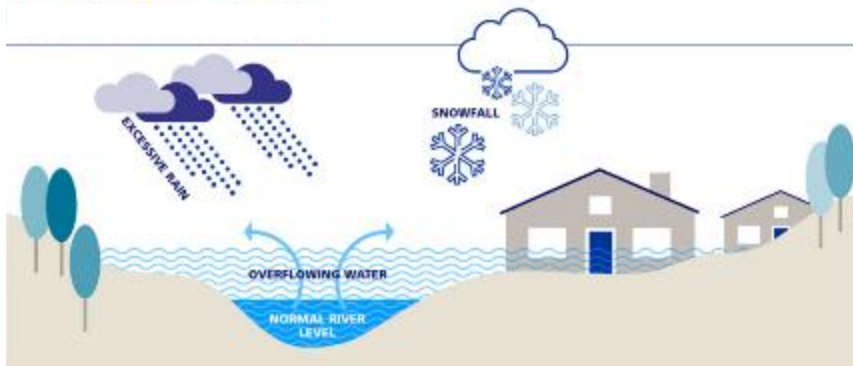 SNOWFALL
EXCESSIVE RAIN
OVERFLOWING WATER
NORMAL RIVER
LEVEL